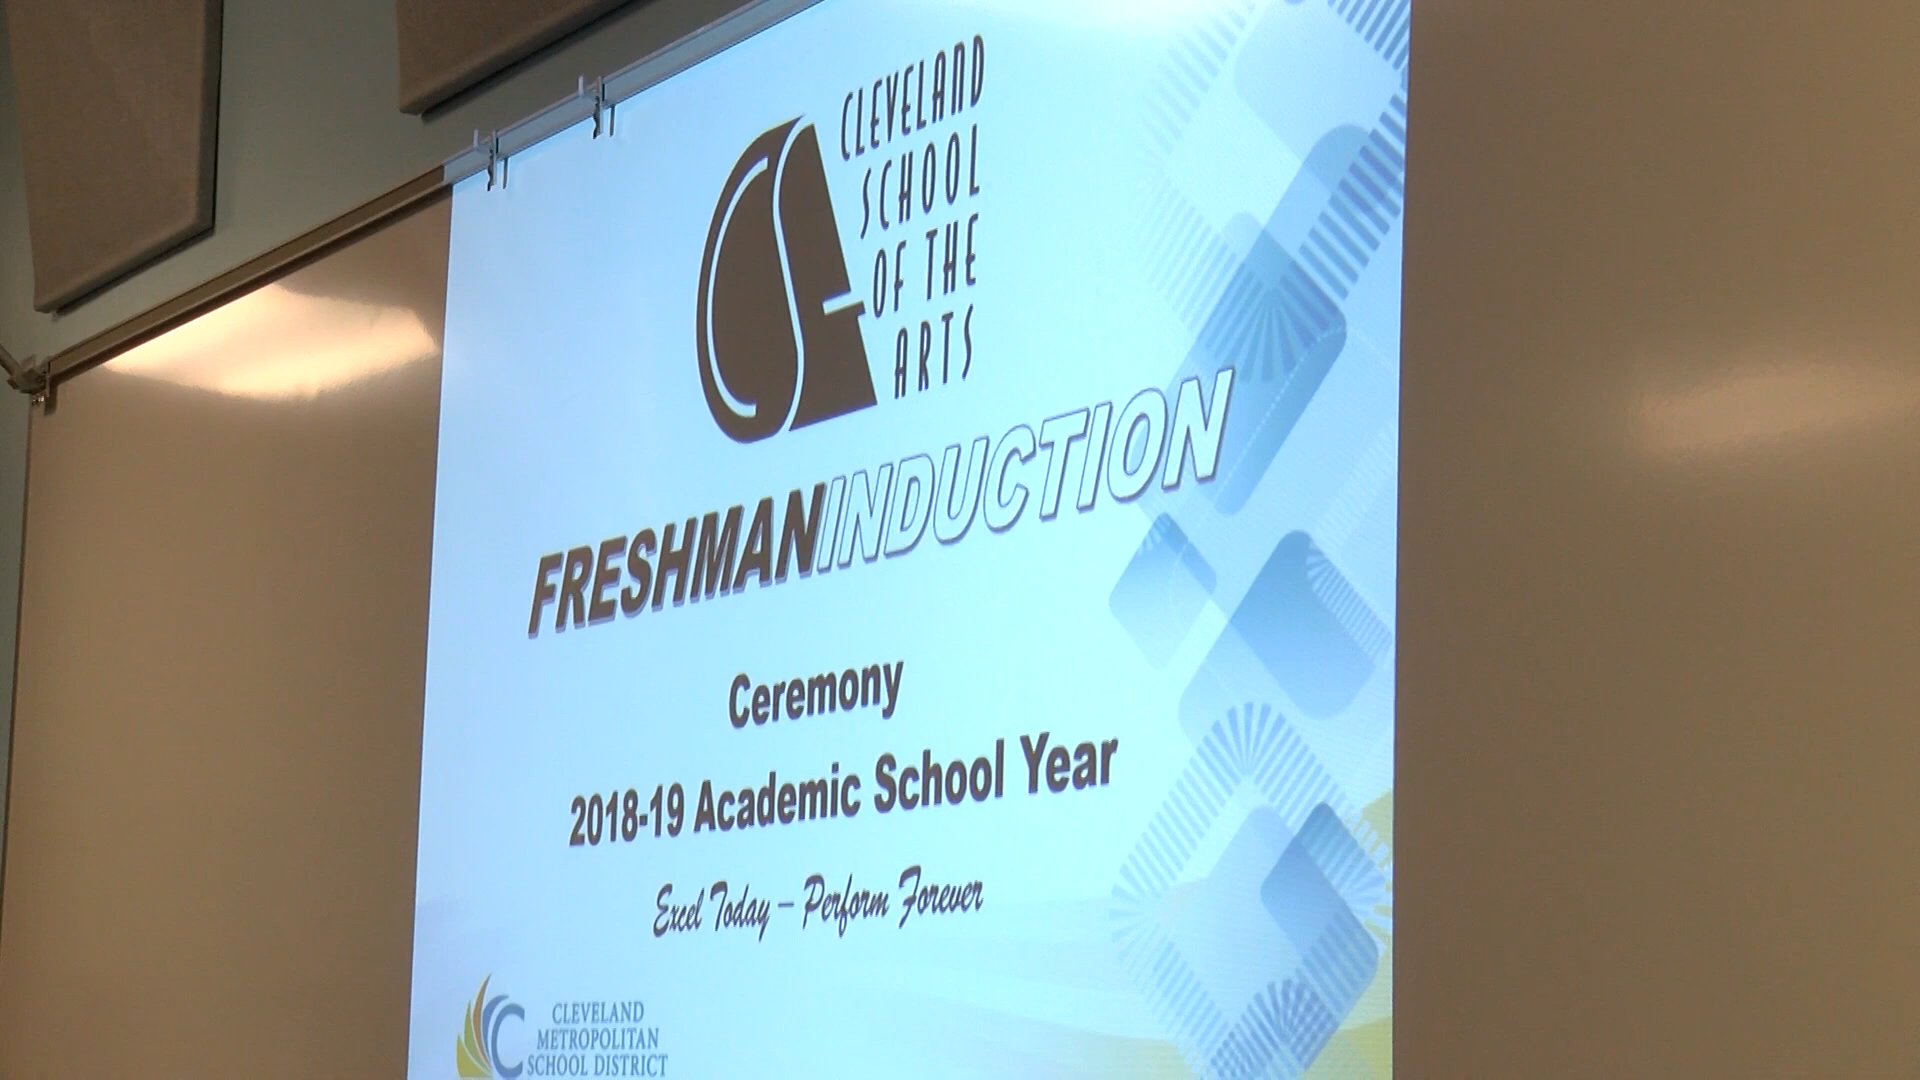 CLEVELAND
SCHOOL
OF THE
ARTS
FRESHMANINDUCTION
Ceremony
2018-19 Academic School Year
Excel Today – Perform Forever
CLEVELAND
METROPOLITAN
SCHOOL DISTRICT